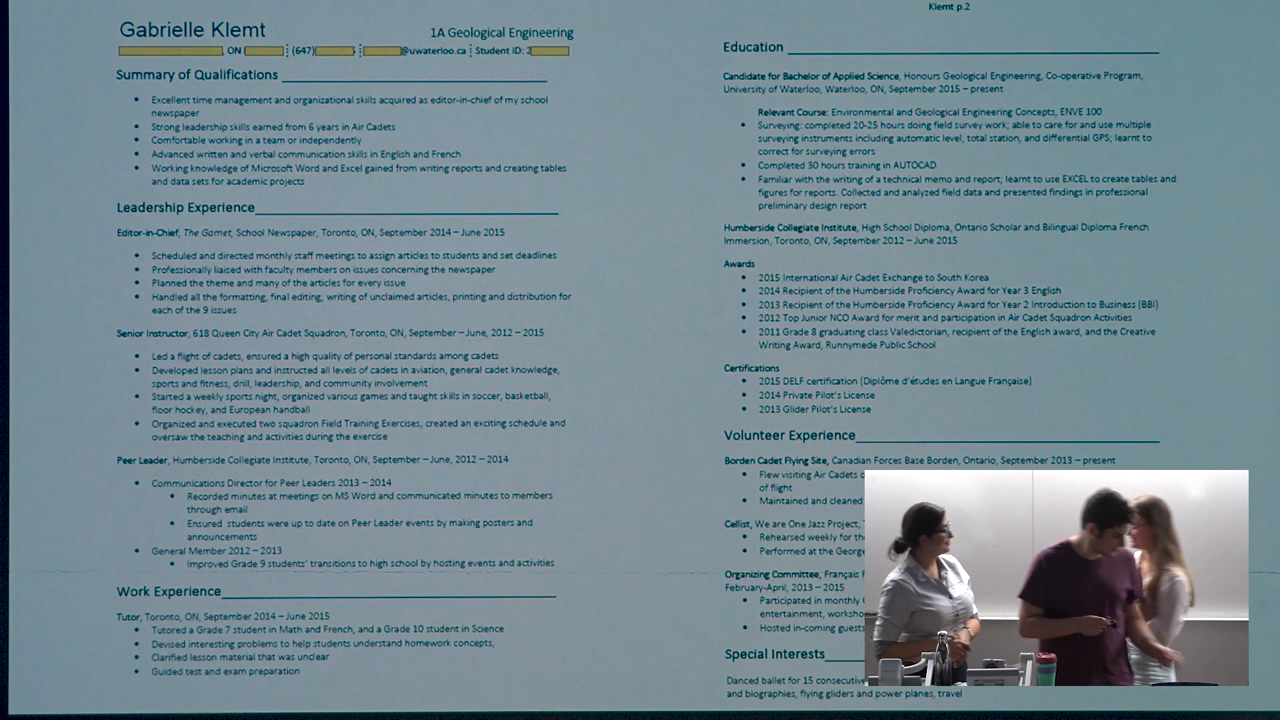 Gabrielle Klemt
1A Geological Engineering
, ON ┊ (647) ┊ @uwaterloo.ca ┊ Student ID: 2
Summary of Qualifications
• Excellent time management and organizational skills acquired as editor-in-chief of my school
newspaper
• Strong leadership skills earned from 6 years in Air Cadets
• Comfortable working in a team or independently
• Advanced written and verbal communication skills in English and French
• Working knowledge of Microsoft Word and Excel gained from writing reports and creating tables
and data sets for academic projects
Leadership Experience
Editor-in-Chief, The Garnet, School Newspaper, Toronto, ON, September 2014 – June 2015
• Scheduled and directed monthly staff meetings to assign articles to students and set deadlines
• Professionally liaised with faculty members on issues concerning the newspaper
• Planned the theme and many of the articles for every issue
• Handled all the formatting, final editing, writing of unclaimed articles, printing and distribution for
each of the 9 issues
Senior Instructor, 618 Queen City Air Cadet Squadron, Toronto, ON, September – June, 2012 – 2015
• Led a flight of cadets, ensured a high quality of personal standards among cadets
• Developed lesson plans and instructed all levels of cadets in aviation, general cadet knowledge,
sports and fitness, drill, leadership, and community involvement
• Started a weekly sports night, organized various games and taught skills in soccer, basketball,
floor hockey, and European handball
• Organized and executed two squadron Field Training Exercises, created an exciting schedule and
oversaw the teaching and activities during the exercise
Peer Leader, Humberside Collegiate Institute, Toronto, ON, September – June, 2012 – 2014
• Communications Director for Peer Leaders 2013 – 2014
• Recorded minutes at meetings on MS Word and communicated minutes to members
through email
• Ensured students were up to date on Peer Leader events by making posters and
announcements
• General Member 2012 – 2013
• Improved Grade 9 students' transitions to high school by hosting events and activities
Work Experience
Tutor, Toronto, ON, September 2014 – June 2015
• Tutored a Grade 7 student in Math and French, and a Grade 10 student in Science
• Devised interesting problems to help students understand homework concepts,
• Clarified lesson material that was unclear
• Guided test and exam preparation
Klemt p.2
Education
Candidate for Bachelor of Applied Science, Honours Geological Engineering, Co-operative Program,
University of Waterloo, Waterloo, ON, September 2015 – present
Relevant Course: Environmental and Geological Engineering Concepts, ENVE 100
• Surveying: completed 20-25 hours doing field survey work; able to care for and use multiple
surveying instruments including automatic level, total station, and differential GPS; learnt to
correct for surveying errors
• Completed 30 hours training in AUTOCAD
• Familiar with the writing of a technical memo and report; learnt to use EXCEL to create tables and
figures for reports. Collected and analyzed field data and presented findings in professional
preliminary design report
Humberside Collegiate Institute, High School Diploma, Ontario Scholar and Bilingual Diploma French
Immersion, Toronto, ON, September 2012 – June 2015
Awards
• 2015 International Air Cadet Exchange to South Korea
• 2014 Recipient of the Humberside Proficiency Award for Year 3 English
• 2013 Recipient of the Humberside Proficiency Award for Year 2 Introduction to Business (BBI)
• 2012 Top Junior NCO Award for merit and participation in Air Cadet Squadron Activities
• 2011 Grade 8 graduating class Valedictorian, recipient of the English award, and the Creative
Writing Award, Runnymede Public School
Certifications
• 2015 DELF certification (Diplôme d'études en Langue Française)
• 2014 Private Pilot's License
• 2013 Glider Pilot's License
Volunteer Experience
Borden Cadet Flying Site, Canadian Forces Base Borden, Ontario, September 2013 – present
• Flew visiting Air Cadets
of flight
• Maintained and cleaned
Cellist, We are One Jazz Project,
• Rehearsed weekly for the
• Performed at the George
Organizing Committee, Français
February-April, 2013 – 2015
• Participated in monthly
entertainment,
• Hosted in-coming guests
Special Interests
Danced ballet for 15 consecutive
and biographies, flying gliders and power planes, travel